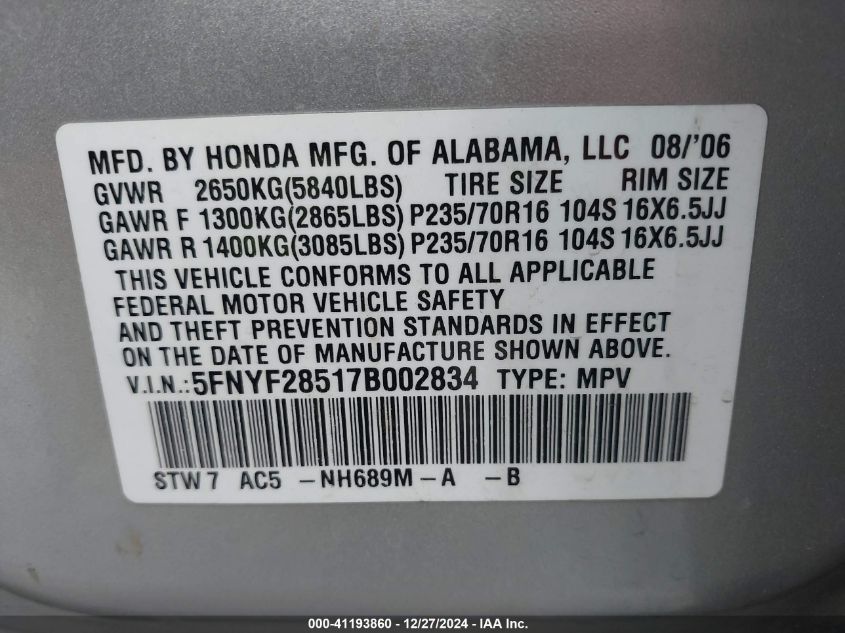 MFD. BY HONDA MFG. OF ALABAMA, LLC 08/'06
GVWR 2650KG(5840LBS) TIRE SIZE RIM SIZE
GAWR F 1300KG(2865LBS) P235/70R16 104S 16X6.5JJ
GAWR R 1400KG(3085LBS) P235/70R16 104S 16X6.5JJ
THIS VEHICLE CONFORMS TO ALL APPLICABLE
FEDERAL MOTOR VEHICLE SAFETY
AND THEFT PREVENTION STANDARDS IN EFFECT
ON THE DATE OF MANUFACTURE SHOWN ABOVE.
V.I.N.:5FNYF28517B002834 TYPE: MPV
STW7 AC5 -NH689M-A -B
000-41193860 - 12/27/2024 - IAA Inc.